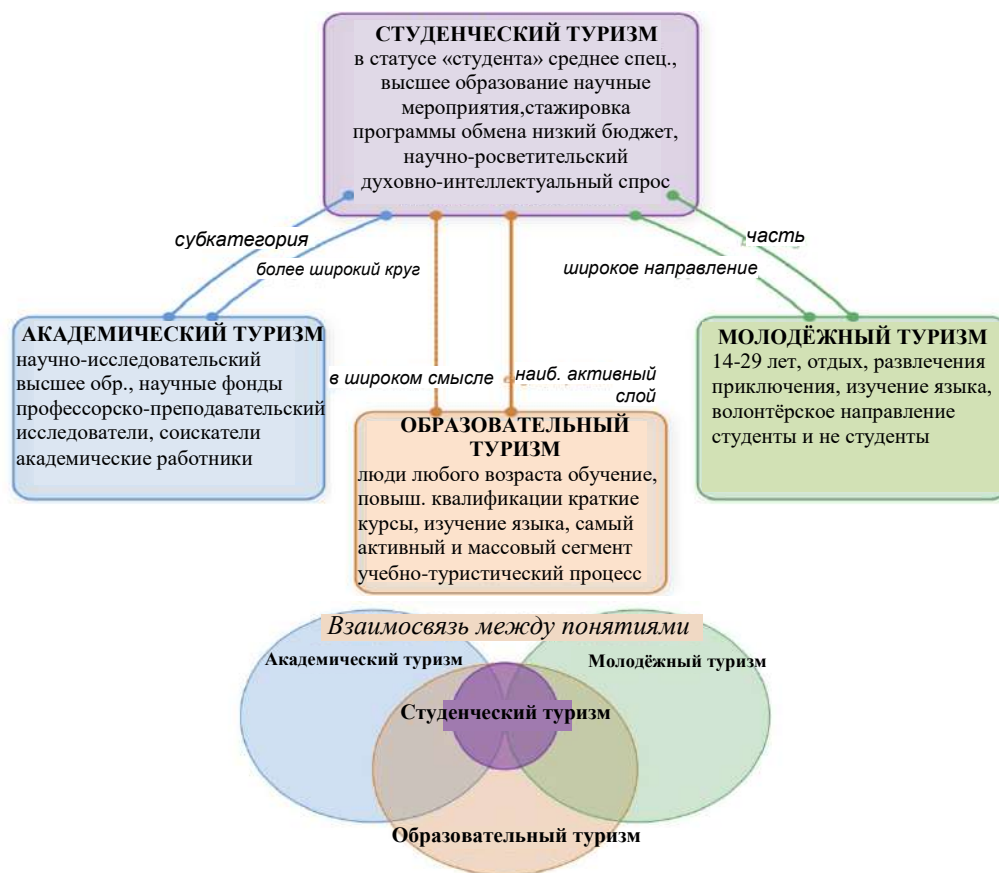 СТУДЕНЧЕСКИЙ ТУРИЗМ
в статусе «студента» среднее спец.,
высшее образование научные
мероприятия,стажировка
программы обмена низкий бюджет,
научно-росветительский
духовно-интеллектуальный спрос
субкатегория
более широкий круг
широкое направление
часть
АКАДЕМИЧЕСКИЙ ТУРИЗМ
научно-исследовательский
высшее обр., научные фонды
профессорско-преподавательский
исследователи, соискатели
академические работники
в широком смысле
наиб. активный
слой
МОЛОДЁЖНЫЙ ТУРИЗМ
14-29 лет, отдых, развлечения
приключения, изучение языка,
волонтёрское направление
студенты и не студенты
ОБРАЗОВАТЕЛЬНЫЙ
ТУРИЗМ
люди любого возраста обучение,
повыш. квалификации краткие
курсы, изучение языка, самый
активный и массовый сегмент
учебно-туристический процесс
Взаимосвязь между понятиями
Академический туризм
Молодёжный туризм
Студенческий туризм
Образовательный туризм